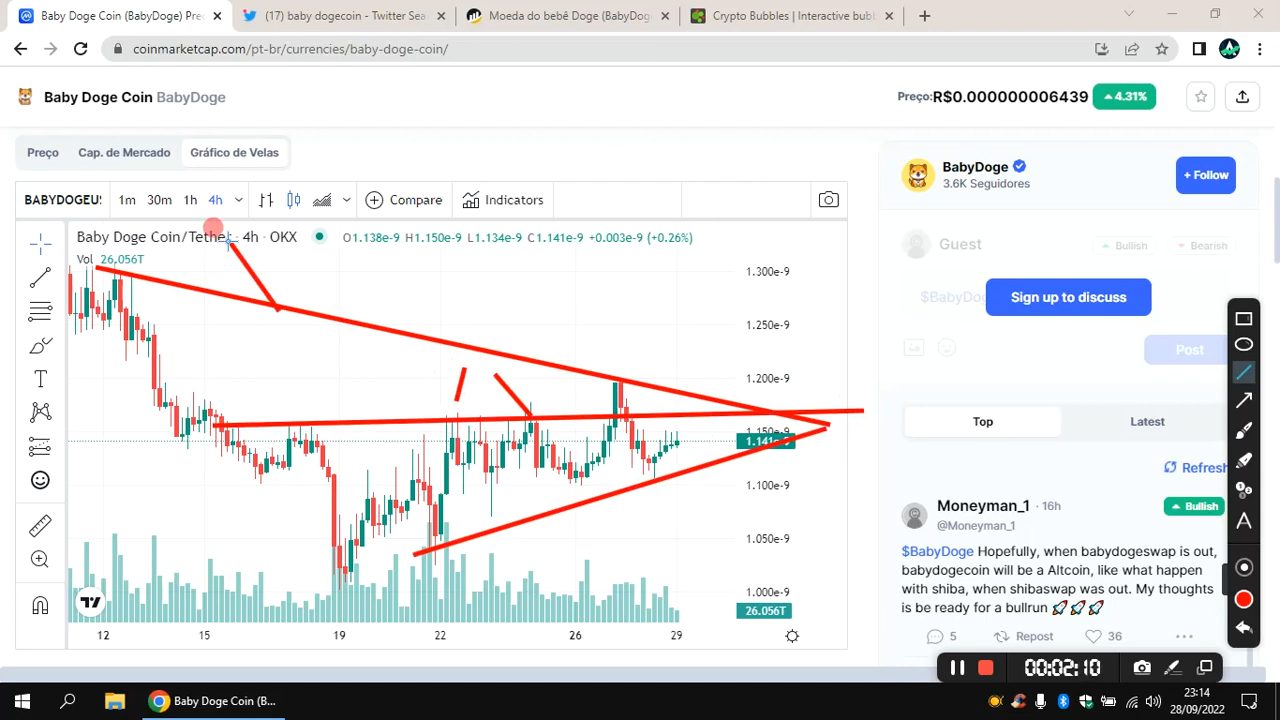 Baby Doge Coin (BabyDoge) Prec
(17) baby dogecoin - Twitter Sea
Moeda do bebê Doge (BabyDog
Crypto Bubbles | Interactive bubb
coinmarketcap.com/pt-br/currencies/baby-doge-coin/
Baby Doge Coin BabyDoge
Preço:R$0.000000006439
4.31%
Preço
Cap. de Mercado
Gráfico de Velas
BabyDoge
3.6K Seguidores
+ Follow
BABYDOGEU
1m 30m 1h 4h
Compare
Indicators
Baby Doge Coin/Tether · 4h · OKX
O1.138e-9 H1.150e-9 L1.134e-9 C1.141e-9 +0.003e-9 (+0.26%)
Vol 26.056T
Guest
Bullish
Bearish
$BabyDog
Sign up to discuss
Post
1.300e-9
1.250e-9
1.200e-9
1.150e-9
1.141e-9
1.100e-9
1.050e-9
1.000e-9
26.056T
12 15 19 22 26 29
Top
Latest
Refresh
Moneyman_1 · 16h
Bullish
@Moneyman_1
$BabyDoge Hopefully, when babydogeswap is out,
babydogecoin will be a Altcoin, like what happen
with shiba, when shibaswap was out. My thoughts
is be ready for a bullrun 🚀🚀🚀
5
Repost
36
00:02:10
Baby Doge Coin (B...
23:14
28/09/2022